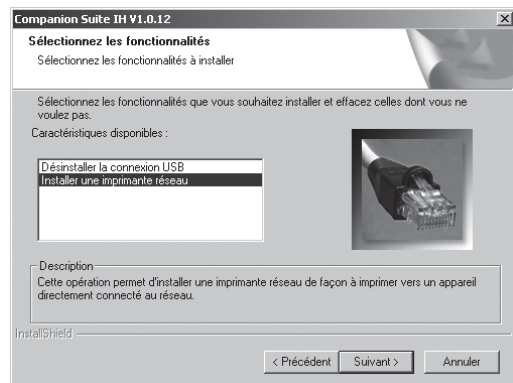 Companion Suite IH V1.0.12
Sélectionnez les fonctionnalités
Sélectionnez les fonctionnalités à installer
Sélectionnez les fonctionnalités que vous souhaitez installer et effacez celles dont vous ne
voulez pas.
Caractéristiques disponibles :
Désinstaller la connexion USB
Installer une imprimante réseau
Description
Cette opération permet d'installer une imprimante réseau de façon à imprimer vers un appareil
directement connecté au réseau.
InstallShield
< Précédent
Suivant >
Annuler